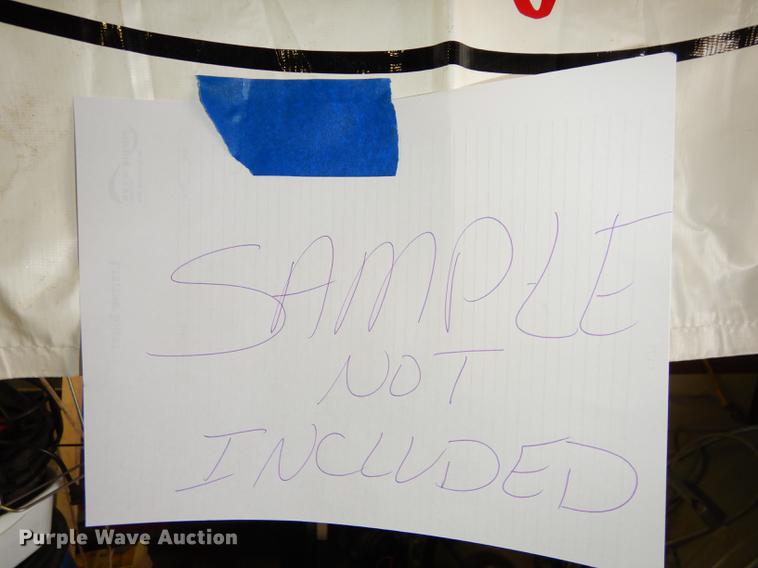 SAMPLE
NOT
INCLUDED
Purple Wave Auction